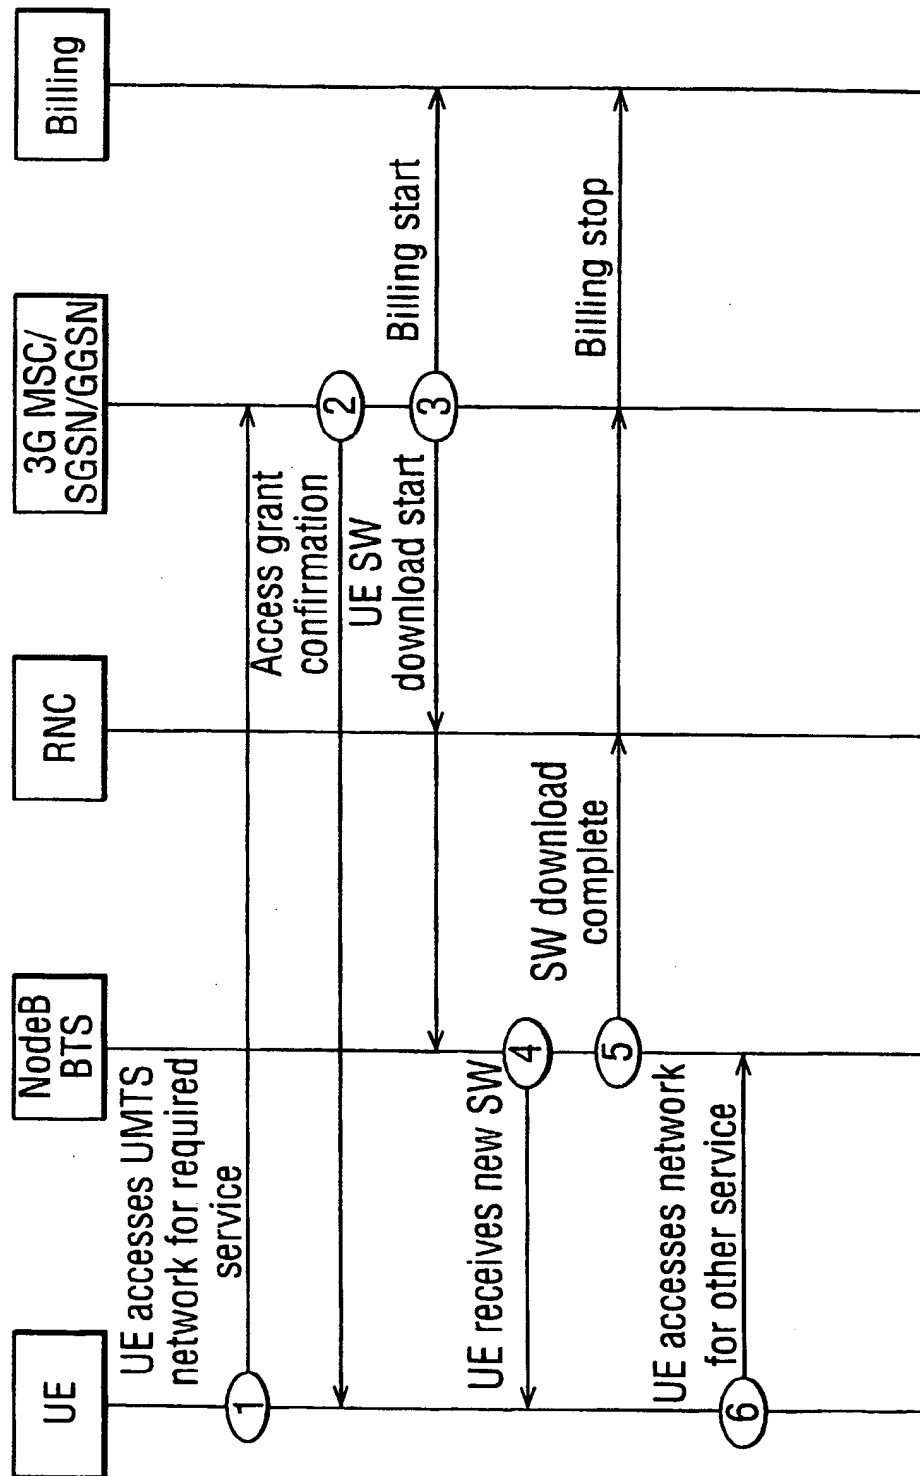 UE
NodeB
BTS
RNC
3G MSC/
SGSN/GGSN
Billing
UE accesses UMTS
network for required
service
1
Access grant
confirmation
2
UE SW
download start
3
Billing start
UE receives new SW
4
SW download
complete
5
Billing stop
UE accesses network
for other service
6